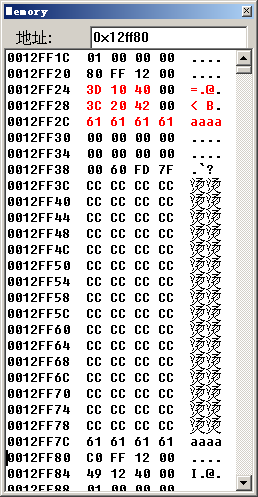 Memory
地址: 0x12ff80
0012FF1C 01 00 00 00 ....
0012FF20 80 FF 12 00 ....
0012FF24 3D 10 40 00 =.@.
0012FF28 3C 20 42 00 < B.
0012FF2C 61 61 61 61 aaaa
0012FF30 00 00 00 00 ....
0012FF34 00 00 00 00 ....
0012FF38 00 60 FD 7F .`?
0012FF3C CC CC CC CC 烫烫
0012FF40 CC CC CC CC 烫烫
0012FF44 CC CC CC CC 烫烫
0012FF48 CC CC CC CC 烫烫
0012FF4C CC CC CC CC 烫烫
0012FF50 CC CC CC CC 烫烫
0012FF54 CC CC CC CC 烫烫
0012FF58 CC CC CC CC 烫烫
0012FF5C CC CC CC CC 烫烫
0012FF60 CC CC CC CC 烫烫
0012FF64 CC CC CC CC 烫烫
0012FF68 CC CC CC CC 烫烫
0012FF6C CC CC CC CC 烫烫
0012FF70 CC CC CC CC 烫烫
0012FF74 CC CC CC CC 烫烫
0012FF78 CC CC CC CC 烫烫
0012FF7C 61 61 61 61 aaaa
0012FF80 C0 FF 12 00 ....
0012FF84 49 12 40 00 I.@.
0012FF88 01 00 00 00 ....